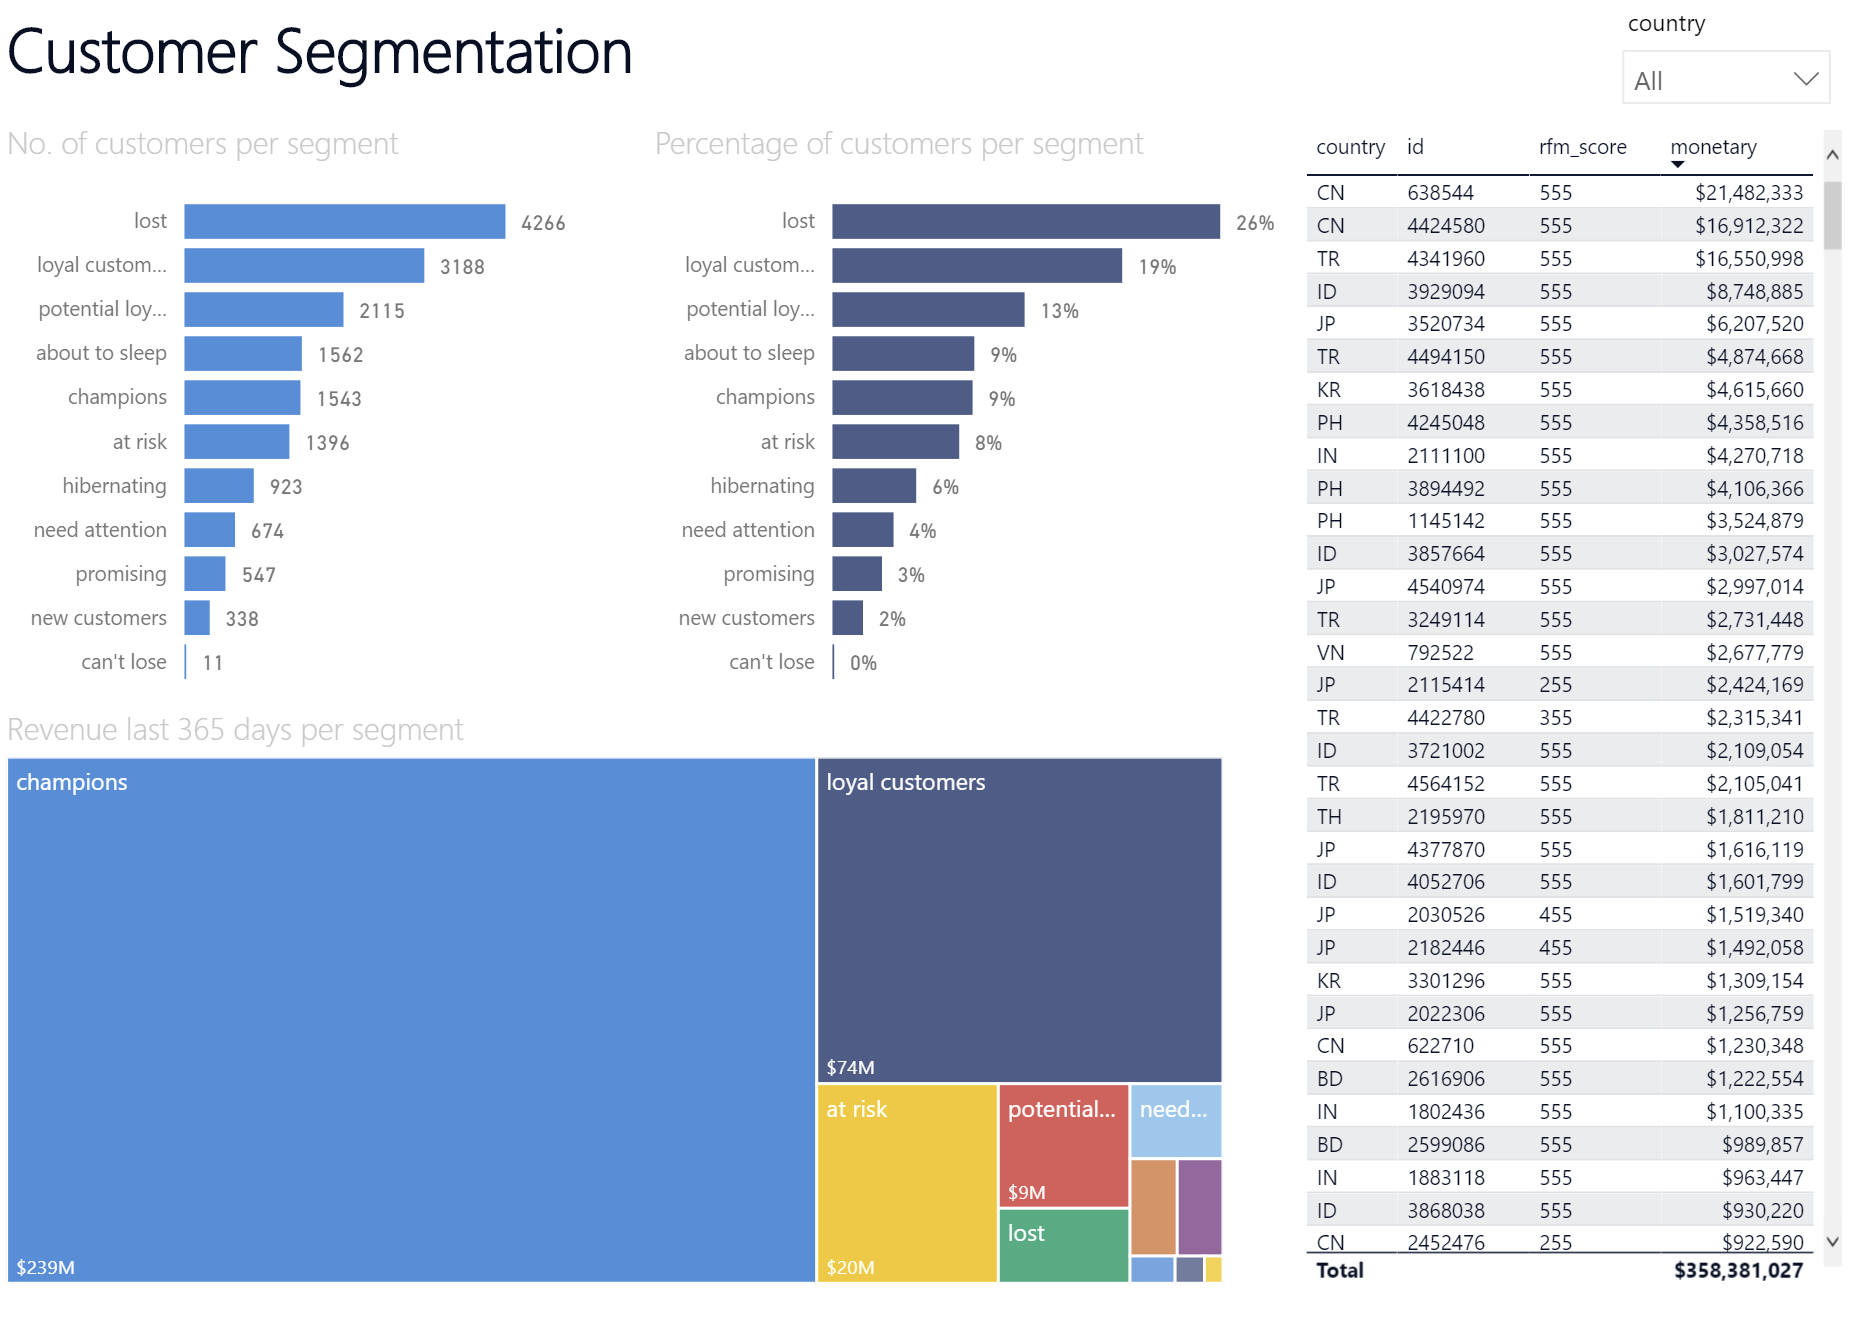 Customer Segmentation
country
All
No. of customers per segment
lost 4266
loyal custom... 3188
potential loy... 2115
about to sleep 1562
champions 1543
at risk 1396
hibernating 923
need attention 674
promising 547
new customers 338
can't lose 11
Percentage of customers per segment
lost 26%
loyal custom... 19%
potential loy... 13%
about to sleep 9%
champions 9%
at risk 8%
hibernating 6%
need attention 4%
promising 3%
new customers 2%
can't lose 0%
Revenue last 365 days per segment
champions
$239M
loyal customers
$74M
at risk
$20M
potential...
$9M
lost
need...
country id rfm_score monetary
CN 638544 555 $21,482,333
CN 4424580 555 $16,912,322
TR 4341960 555 $16,550,998
ID 3929094 555 $8,748,885
JP 3520734 555 $6,207,520
TR 4494150 555 $4,874,668
KR 3618438 555 $4,615,660
PH 4245048 555 $4,358,516
IN 2111100 555 $4,270,718
PH 3894492 555 $4,106,366
PH 1145142 555 $3,524,879
ID 3857664 555 $3,027,574
JP 4540974 555 $2,997,014
TR 3249114 555 $2,731,448
VN 792522 555 $2,677,779
JP 2115414 255 $2,424,169
TR 4422780 355 $2,315,341
ID 3721002 555 $2,109,054
TR 4564152 555 $2,105,041
TH 2195970 555 $1,811,210
JP 4377870 555 $1,616,119
ID 4052706 555 $1,601,799
JP 2030526 455 $1,519,340
JP 2182446 455 $1,492,058
KR 3301296 555 $1,309,154
JP 2022306 555 $1,256,759
CN 622710 555 $1,230,348
BD 2616906 555 $1,222,554
IN 1802436 555 $1,100,335
BD 2599086 555 $989,857
IN 1883118 555 $963,447
ID 3868038 555 $930,220
CN 2452476 255 $922,590
Total $358,381,027